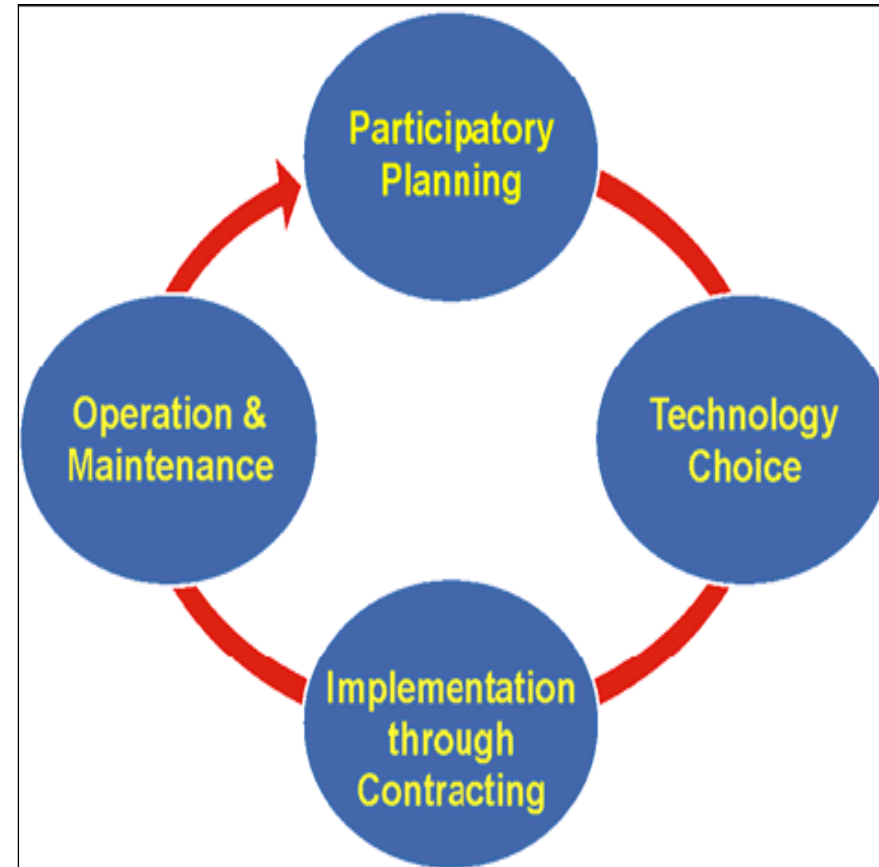 Participatory
Planning
Technology
Choice
Implementation
through
Contracting
Operation &
Maintenance